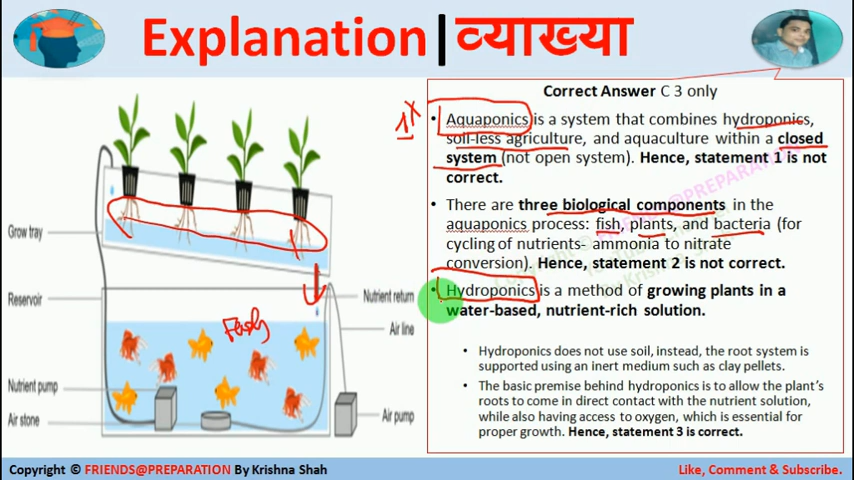 Explanation|व्याख्या
Correct Answer C 3 only
1 X
• Aquaponics is a system that combines hydroponics,
soil-less agriculture, and aquaculture within a closed
system (not open system). Hence, statement 1 is not
correct.
• There are three biological components in the
aquaponics process: fish, plants, and bacteria (for
cycling of nutrients- ammonia to nitrate
conversion). Hence, statement 2 is not correct.
• Hydroponics is a method of growing plants in a
water-based, nutrient-rich solution.
• Hydroponics does not use soil, instead, the root system is
supported using an inert medium such as clay pellets.
• The basic premise behind hydroponics is to allow the plant's
roots to come in direct contact with the nutrient solution,
while also having access to oxygen, which is essential for
proper growth. Hence, statement 3 is correct.
Grow tray
Reservoir
Nutrient return
Air line
Nutrient pump
Air stone
Air pump
Copyright © FRIENDS@PREPARATION By Krishna Shah
Like, Comment & Subscribe.